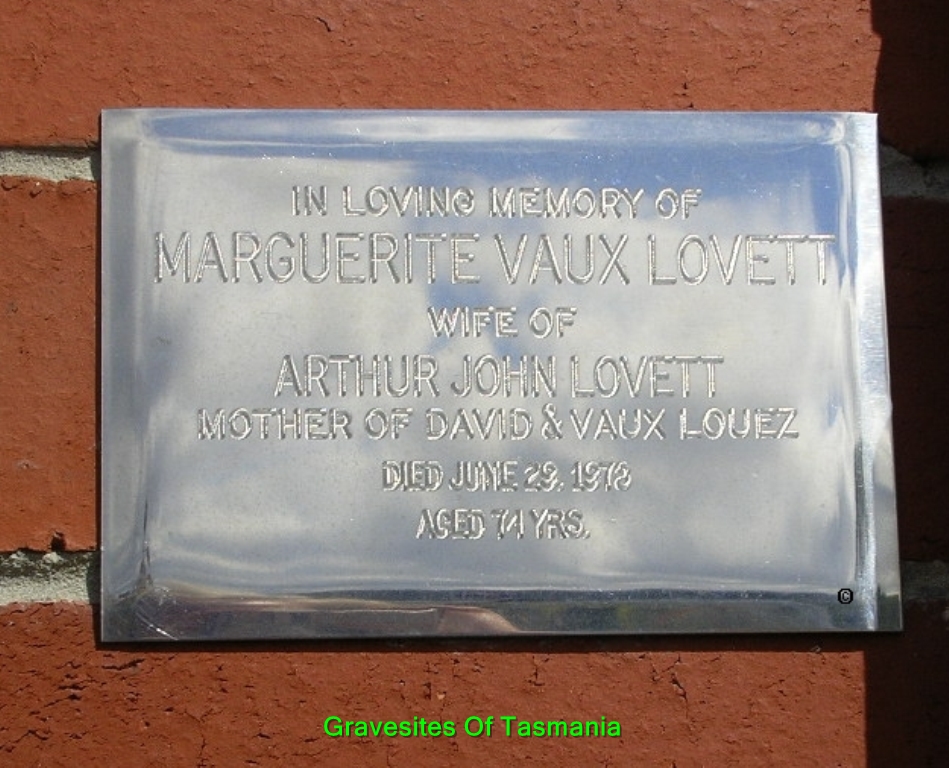 IN LOVING MEMORY OF
MARGUERITE VAUX LOVETT
WIFE OF
ARTHUR JOHN LOVETT
MOTHER OF DAVID & VAUX LOUEZ
DIED JUNE 29. 1978
AGED 74 YRS.
©
Gravesites Of Tasmania